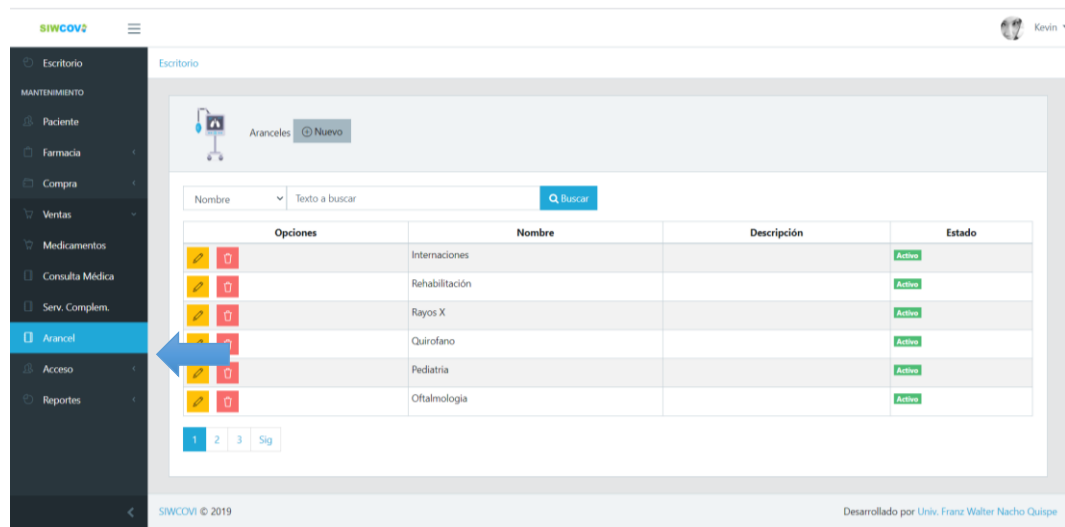 SIWCOVI
Kevin
Escritorio
Escritorio
MANTENIMIENTO
Paciente
Farmacia
Compra
Ventas
Medicamentos
Consulta Médica
Serv. Complem.
Arancel
Acceso
Reportes
Aranceles Nuevo
Nombre Texto a buscar Buscar
Opciones Nombre Descripción Estado
Internaciones Activo
Rehabilitación Activo
Rayos X Activo
Quirofano Activo
Pediatria Activo
Oftalmologia Activo
1 2 3 Sig
SIWCOVI © 2019 Desarrollado por Univ. Franz Walter Nacho Quispe